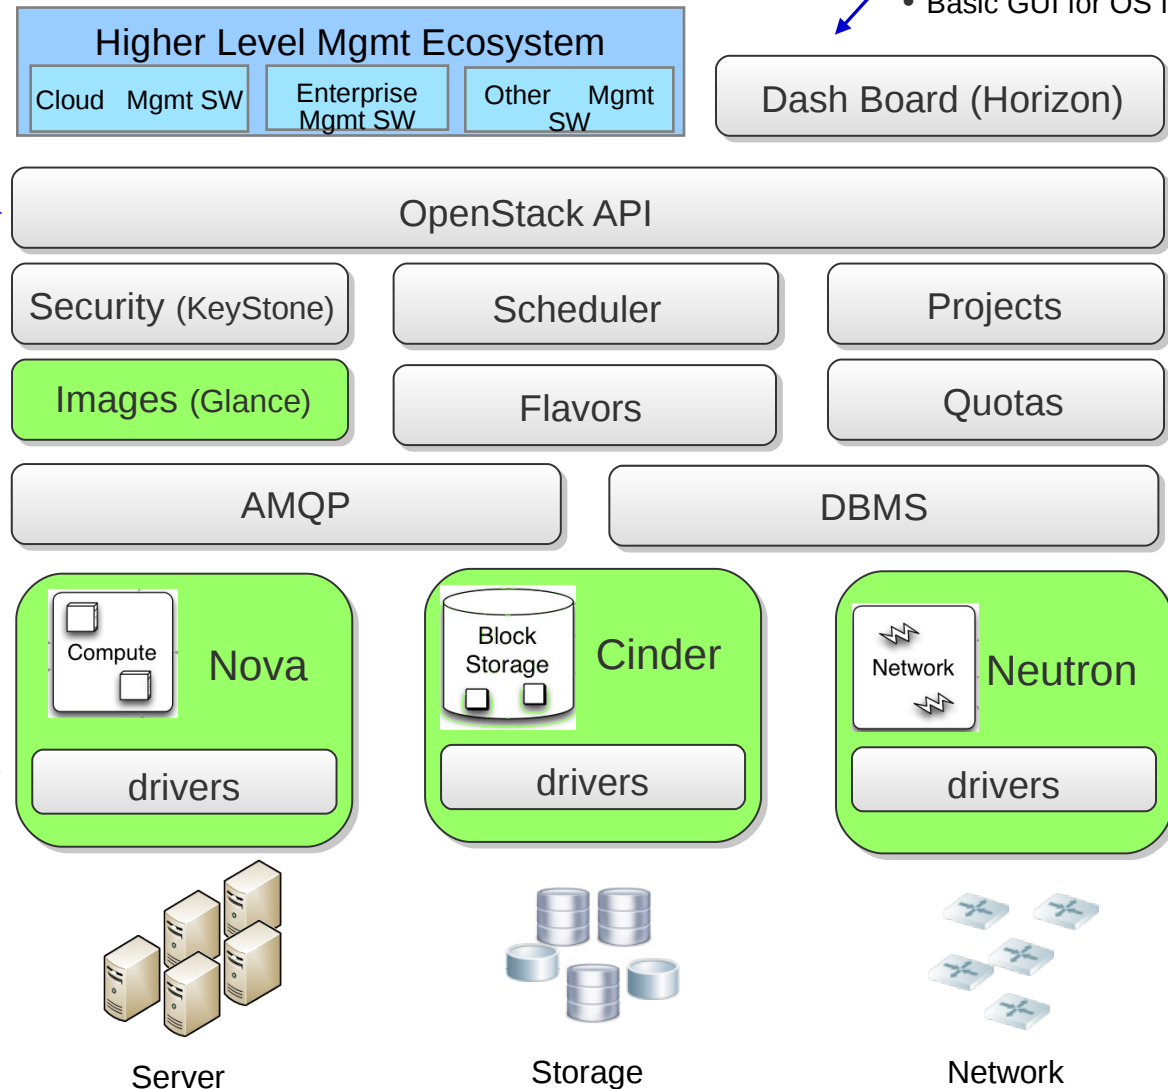 • Basic GUI for OS
Higher Level Mgmt Ecosystem
Cloud Mgmt SW
Enterprise
Mgmt SW
Other Mgmt
SW
Dash Board (Horizon)
OpenStack API
Security (KeyStone)
Scheduler
Projects
Images (Glance)
Flavors
Quotas
AMQP
DBMS
Compute
Nova
Block
Storage
Cinder
Network
Neutron
drivers
drivers
drivers
Server
Storage
Network